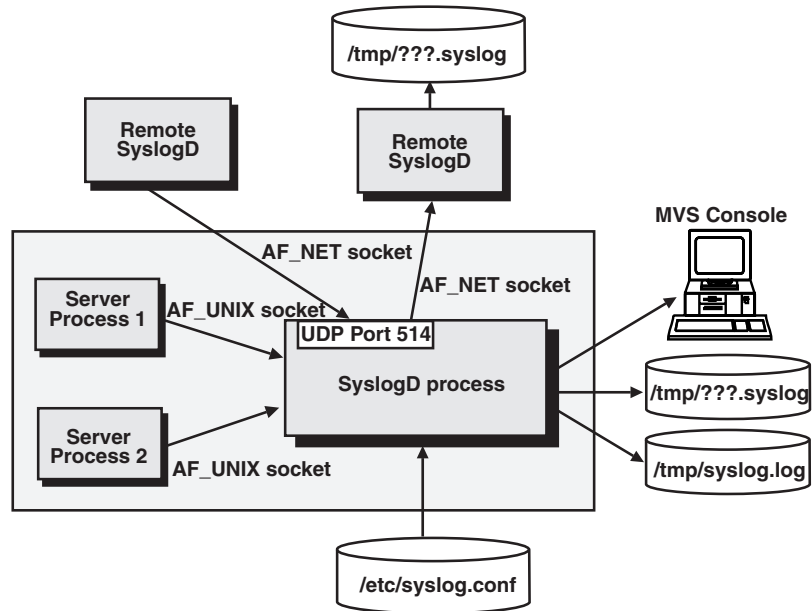 /tmp/???.syslog
Remote
SyslogD
Remote
SyslogD
MVS Console
AF_NET socket
AF_NET socket
Server
Process 1
AF_UNIX socket
UDP Port 514
SyslogD process
/tmp/???.syslog
Server
Process 2
AF_UNIX socket
/tmp/syslog.log
/etc/syslog.conf